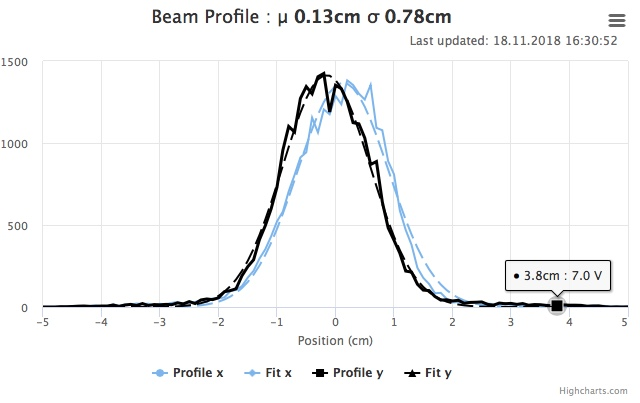 Beam Profile : μ 0.13cm σ 0.78cm
Last updated: 18.11.2018 16:30:52
1500
1000
500
0
● 3.8cm : 7.0 V
−5 −4 −3 −2 −1 0 1 2 3 4 5
Position (cm)
Profile x Fit x Profile y Fit y
Highcharts.com